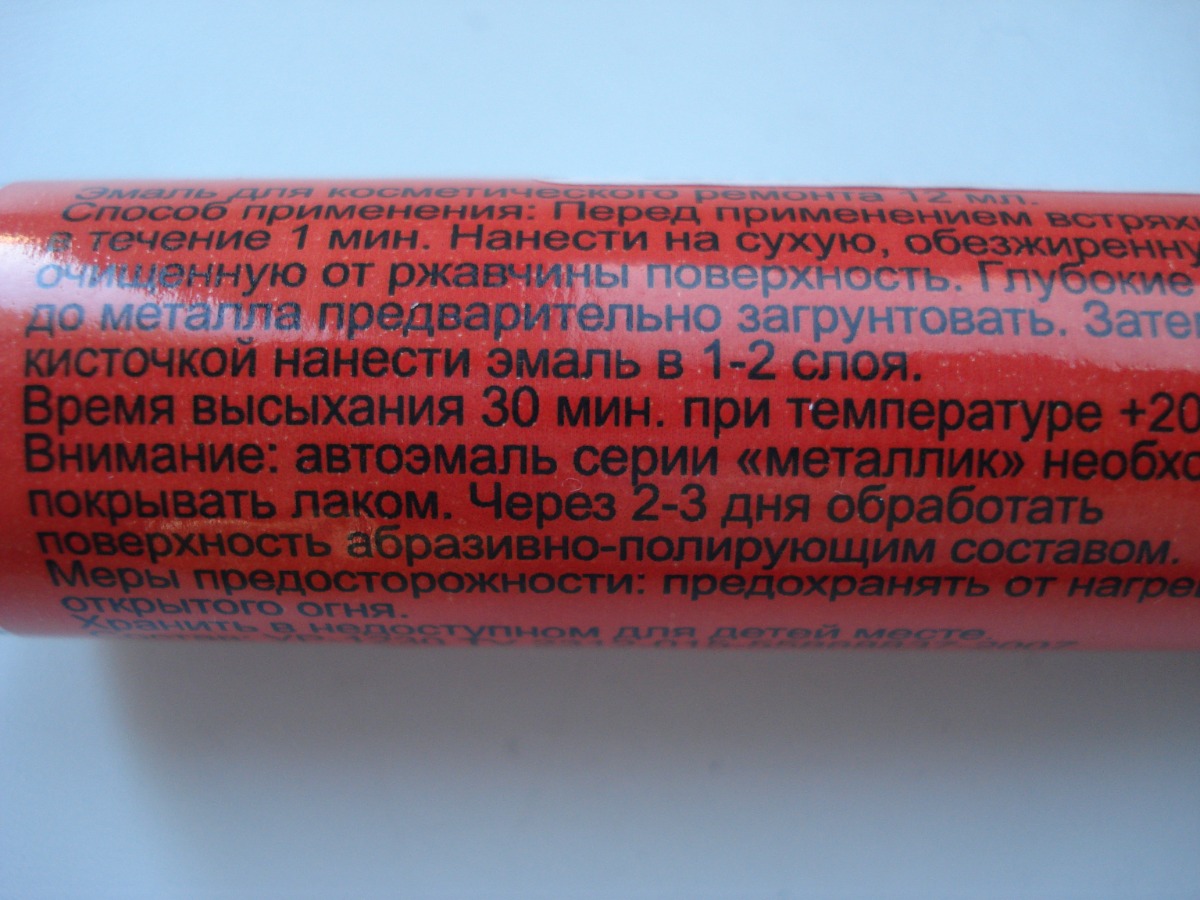 Эмаль для косметического ремонта 12 мл.
Способ применения: Перед применением встрях
в течение 1 мин. Нанести на сухую, обезжиренну
очищенную от ржавчины поверхность. Глубокие
до металла предварительно загрунтовать. Зате
кисточкой нанести эмаль в 1-2 слоя.
Время высыхания 30 мин. при температуре +20
Внимание: автоэмаль серии «металлик» необхо
покрывать лаком. Через 2-3 дня обработать
поверхность абразивно-полирующим составом.
Меры предосторожности: предохранять от нагре
открытого огня.
Хранить в недоступном для детей месте.